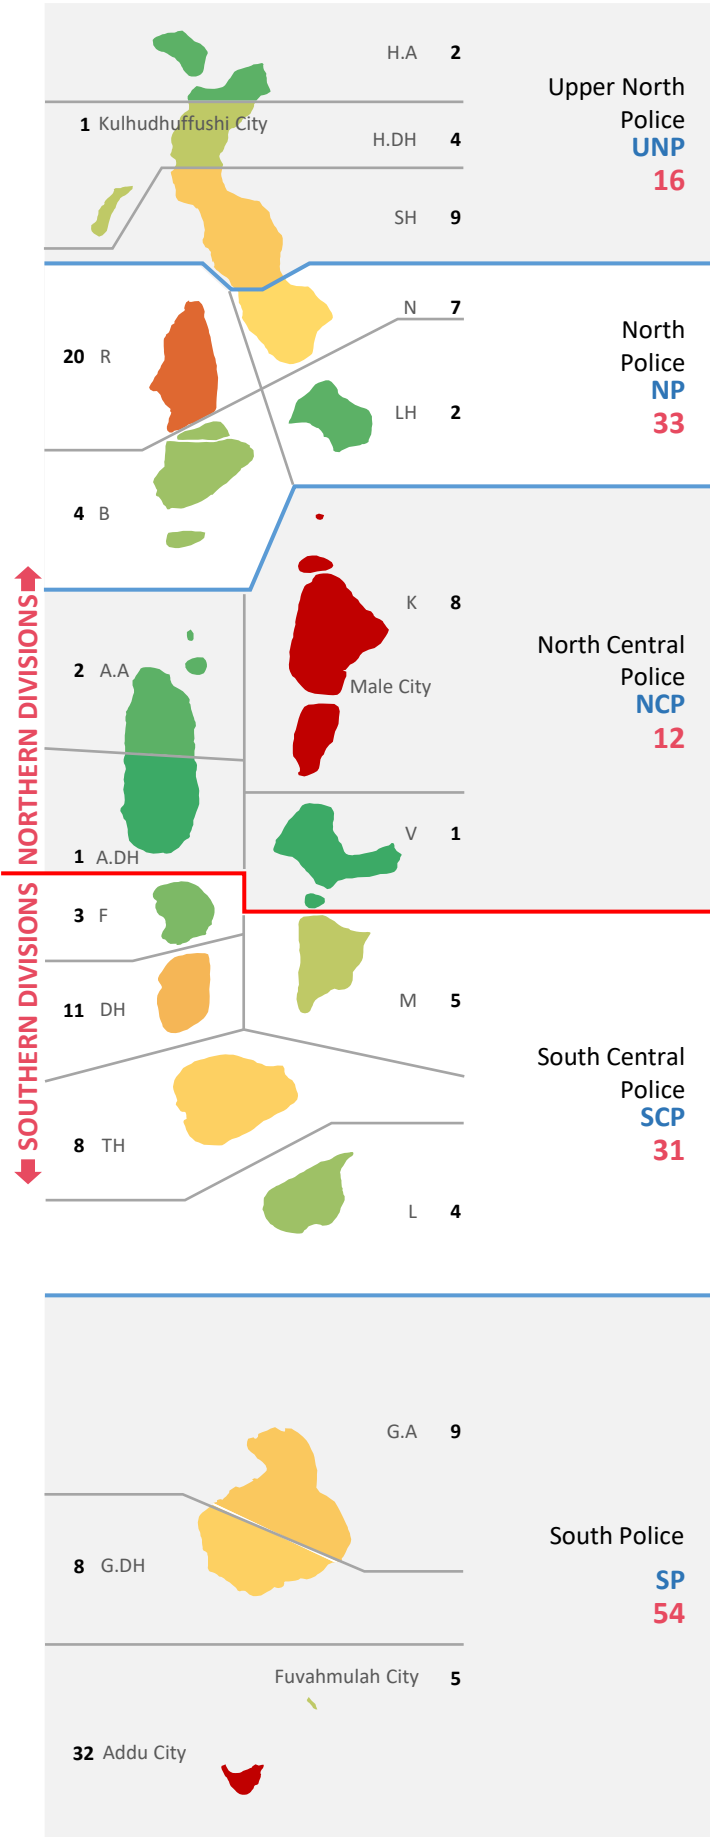 H.A 2
1 Kulhudhuffushi City
H.DH 4
SH 9
Upper North
Police
UNP
16
N 7
20 R
LH 2
4 B
North
Police
NP
33
K 8
Male City
2 A.A
V 1
1 A.DH
North Central
Police
NCP
12
NORTHERN DIVISIONS
SOUTHERN DIVISIONS
3 F
11 DH
M 5
8 TH
L 4
South Central
Police
SCP
31
G.A 9
8 G.DH
Fuvahmulah City 5
32 Addu City
South Police
SP
54